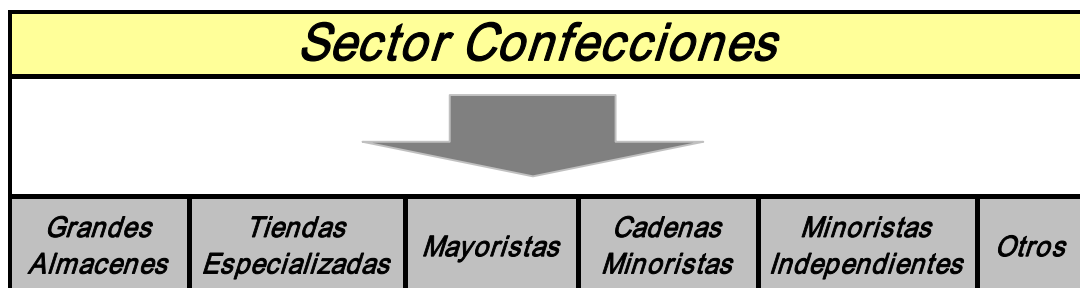 Sector Confecciones
Grandes
Almacenes
Tiendas
Especializadas
Mayoristas
Cadenas
Minoristas
Minoristas
Independientes
Otros